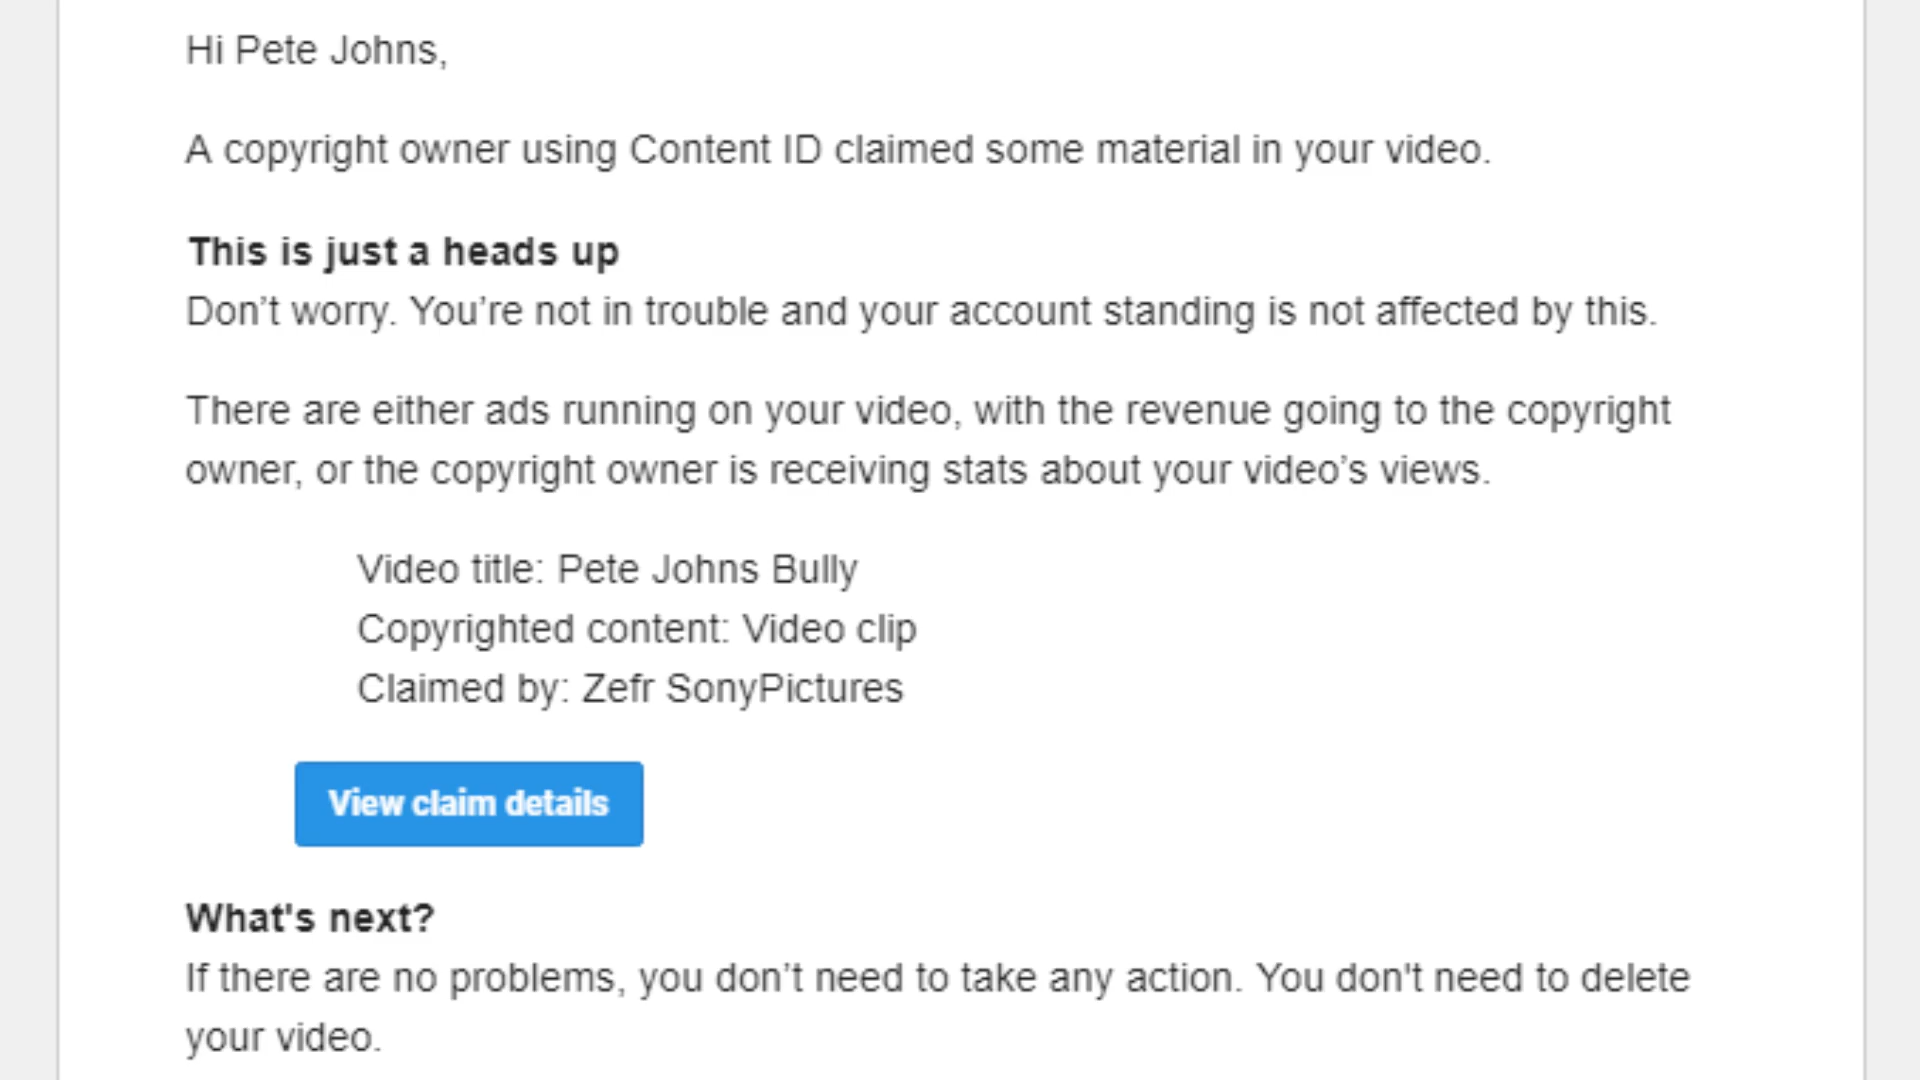 Hi Pete Johns,
A copyright owner using Content ID claimed some material in your video.
This is just a heads up
Don’t worry. You’re not in trouble and your account standing is not affected by this.
There are either ads running on your video, with the revenue going to the copyright
owner, or the copyright owner is receiving stats about your video’s views.
Video title: Pete Johns Bully
Copyrighted content: Video clip
Claimed by: Zefr SonyPictures
View claim details
What's next?
If there are no problems, you don’t need to take any action. You don't need to delete
your video.